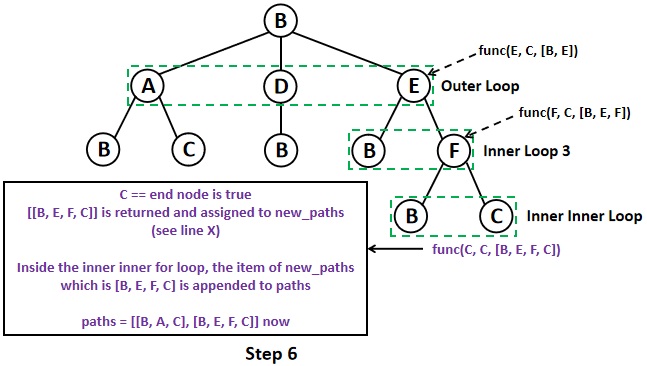 B
func(E, C, [B, E])
A
D
E
Outer Loop
func(F, C, [B, E, F])
B
C
B
B
F
Inner Loop 3
C == end node is true
[[B, E, F, C]] is returned and assigned to new_paths
(see line X)
B
C
Inner Inner Loop
func(C, C, [B, E, F, C])
Inside the inner inner for loop, the item of new_paths
which is [B, E, F, C] is appended to paths
paths = [[B, A, C], [B, E, F, C]] now
Step 6